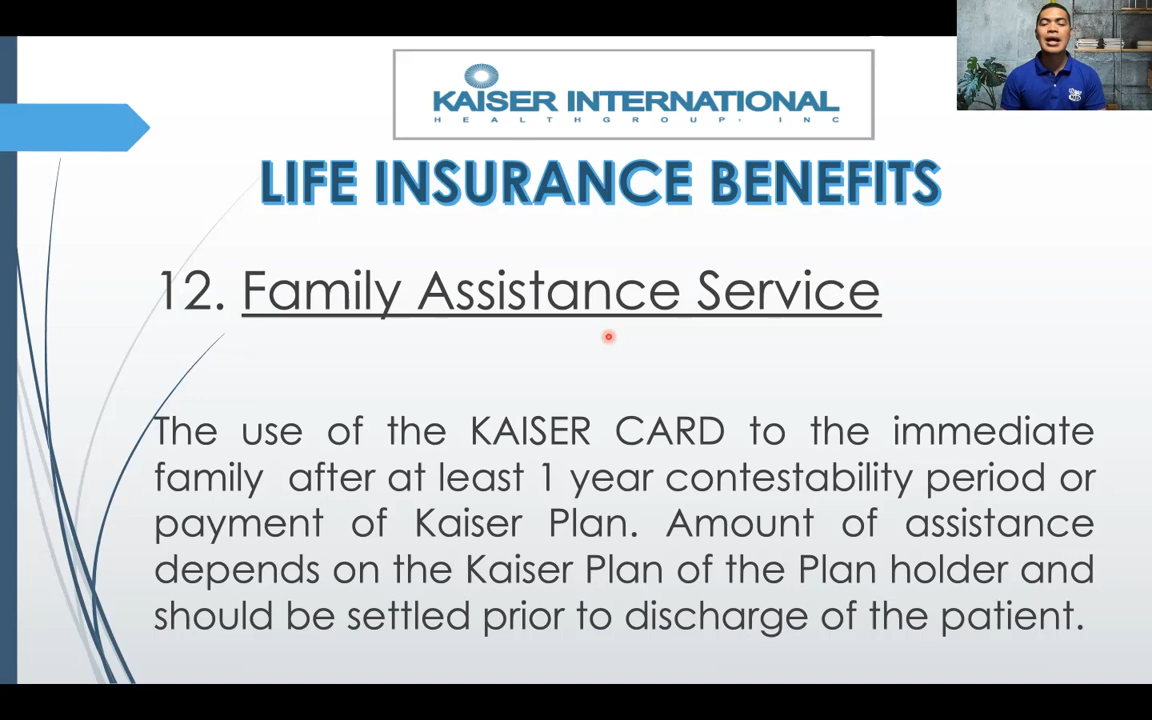 KAISER INTERNATIONAL
HEALTHGROUP. INC
LIFE INSURANCE BENEFITS
12. Family Assistance Service
The use of the KAISER CARD to the immediate
family after at least 1 year contestability period or
payment of Kaiser Plan. Amount of assistance
depends on the Kaiser Plan of the Plan holder and
should be settled prior to discharge of the patient.